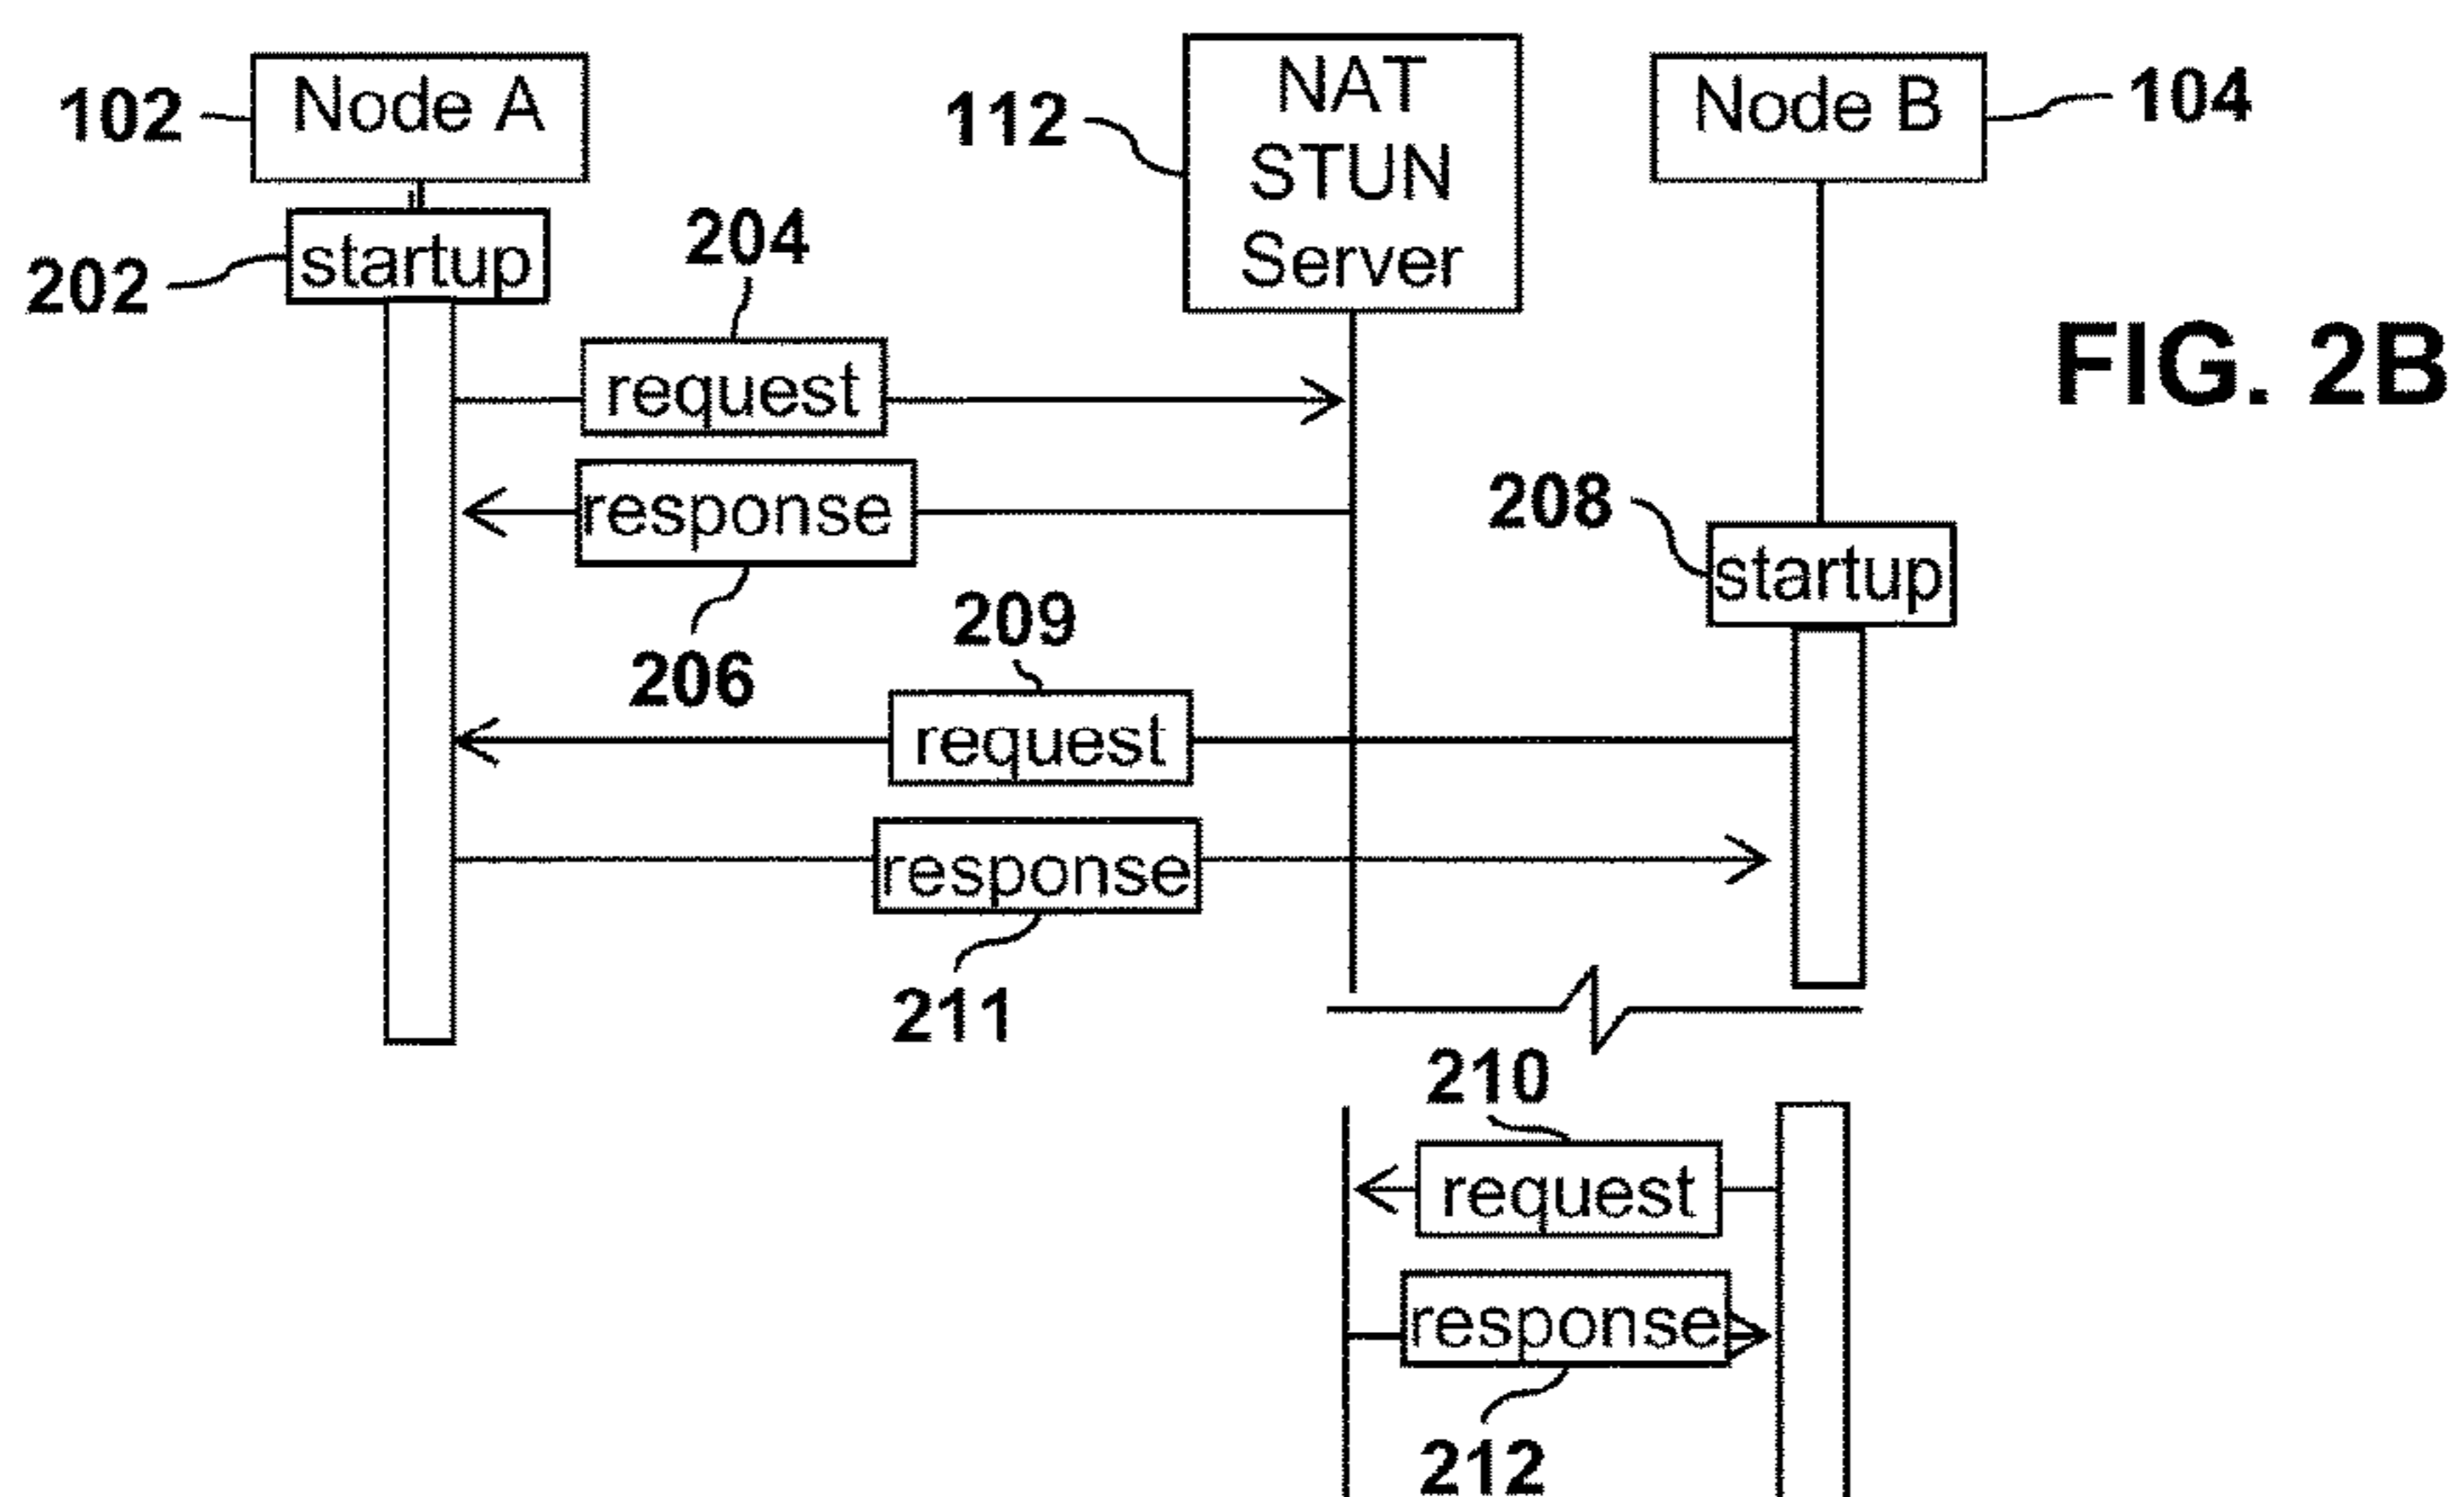 102
Node A
112
NAT
STUN
Server
Node B
104
202
startup
204
request
FIG. 2B
response
206
208
startup
209
request
response
211
210
request
response
212